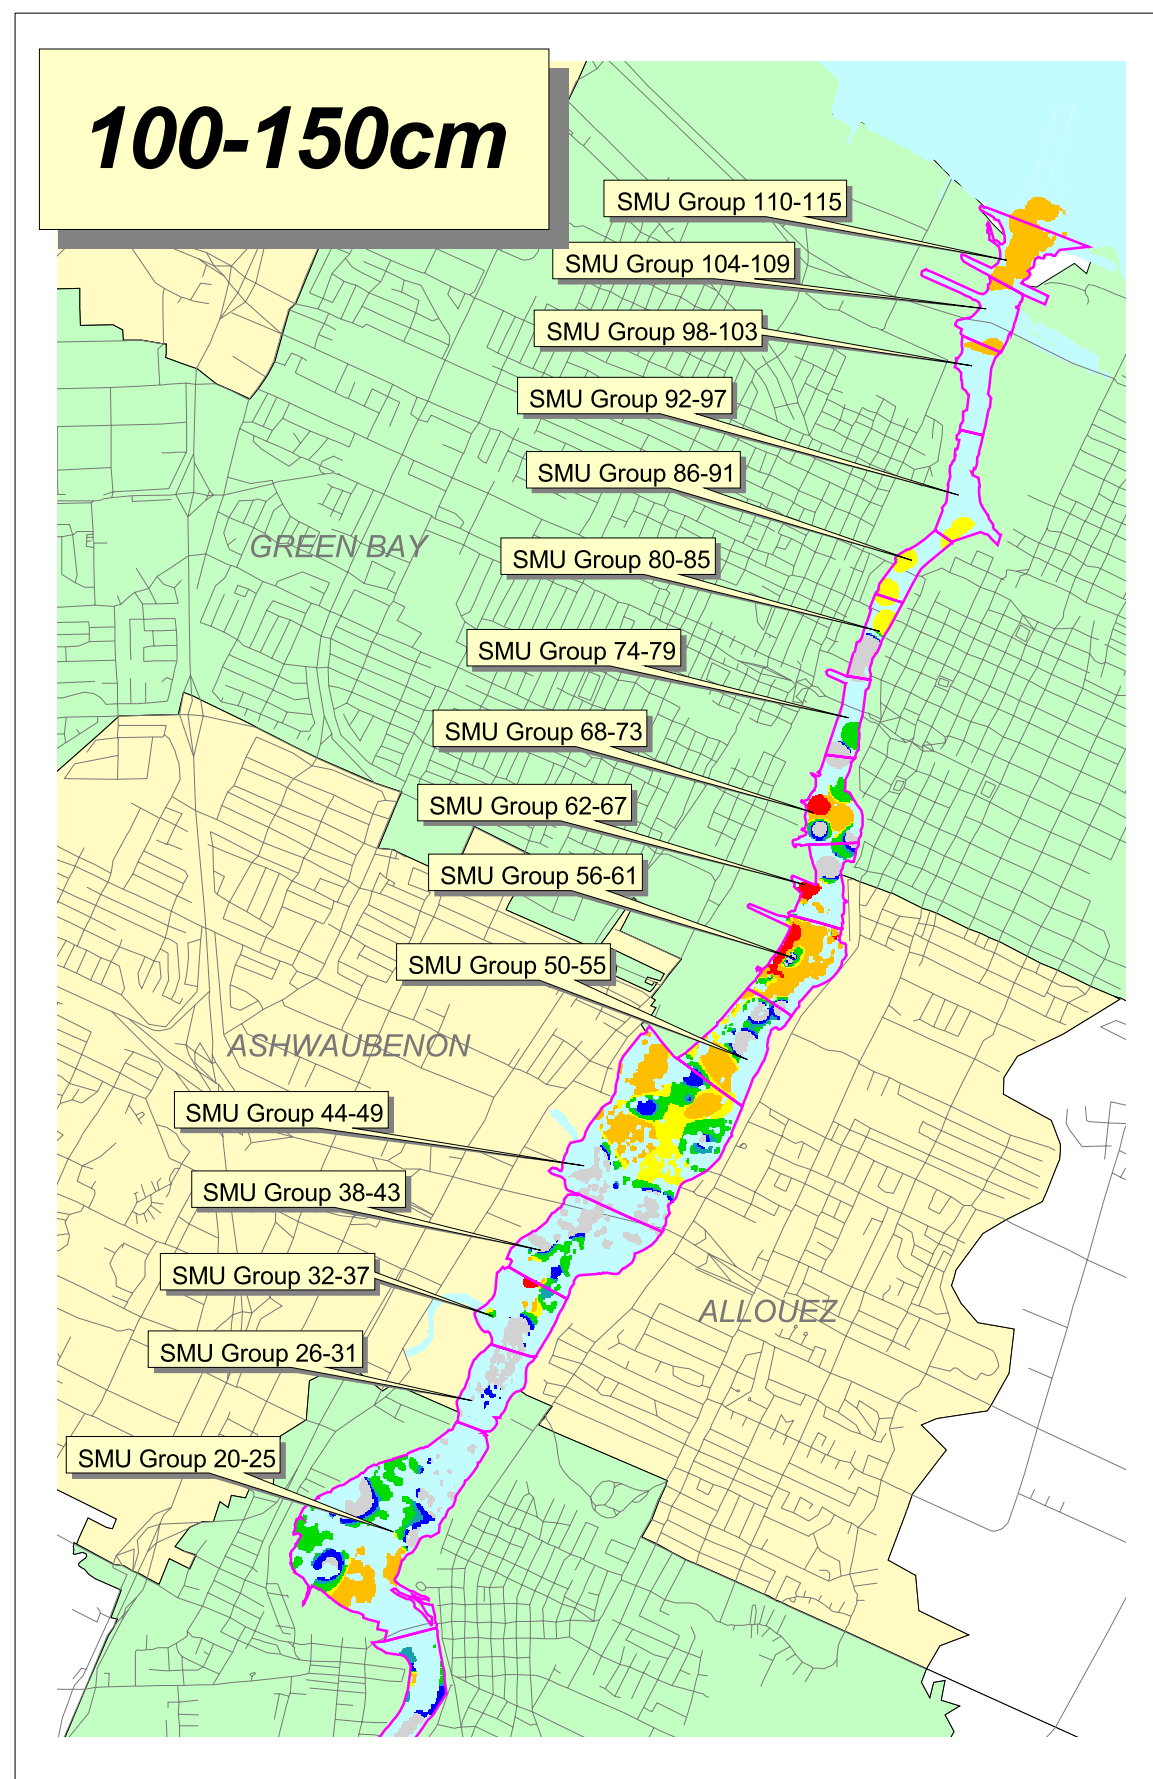 100-150cm
SMU Group 110-115
SMU Group 104-109
SMU Group 98-103
SMU Group 92-97
SMU Group 86-91
GREEN BAY
SMU Group 80-85
SMU Group 74-79
SMU Group 68-73
SMU Group 62-67
SMU Group 56-61
SMU Group 50-55
ASHWAUBENON
SMU Group 44-49
SMU Group 38-43
SMU Group 32-37
ALLOUEZ
SMU Group 26-31
SMU Group 20-25